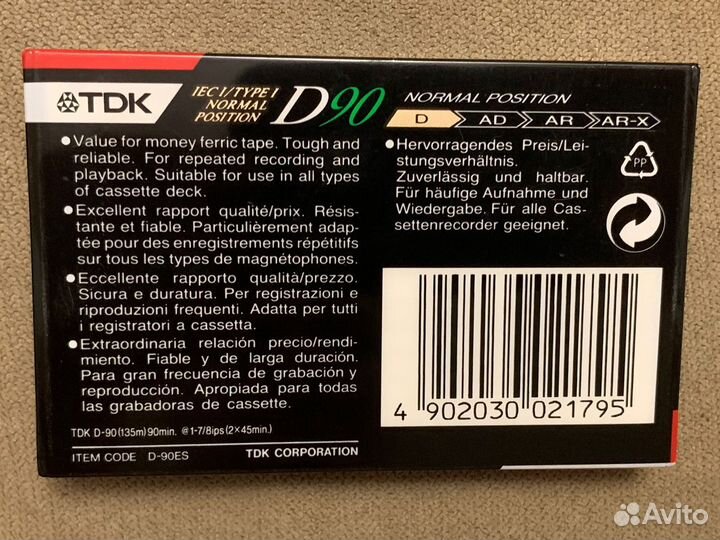 TDK
IEC I/TYPE I
NORMAL
POSITION
D90
NORMAL POSITION
D AD AR AR-X
●Value for money ferric tape. Tough and
reliable. For repeated recording and
playback. Suitable for use in all types
of cassette deck.
●Excellent rapport qualité/prix. Résis-
tante et fiable. Particulièrement adap-
tée pour des enregistrements répétitifs
sur tous les types de magnétophones.
●Eccellente rapporto qualità/prezzo.
Sicura e duratura. Per registrazioni e
riproduzioni frequenti. Adatta per tutti
i registratori a cassetta.
●Extraordinaria relación precio/rendi-
miento. Fiable y de larga duración.
Para gran frecuencia de grabación y
reproducción. Apropiada para todas
las grabadoras de cassette.
TDK D-90 (135m) 90min. @1-7/8ips (2×45min.)
ITEM CODE D-90ES TDK CORPORATION
●Hervorragendes Preis/Lei-
stungsverhältnis.
Zuverlässig und haltbar.
Für häufige Aufnahme und
Wiedergabe. Für alle Cas-
settenrecorder geeignet.
PP
4 902030 021795
Avito